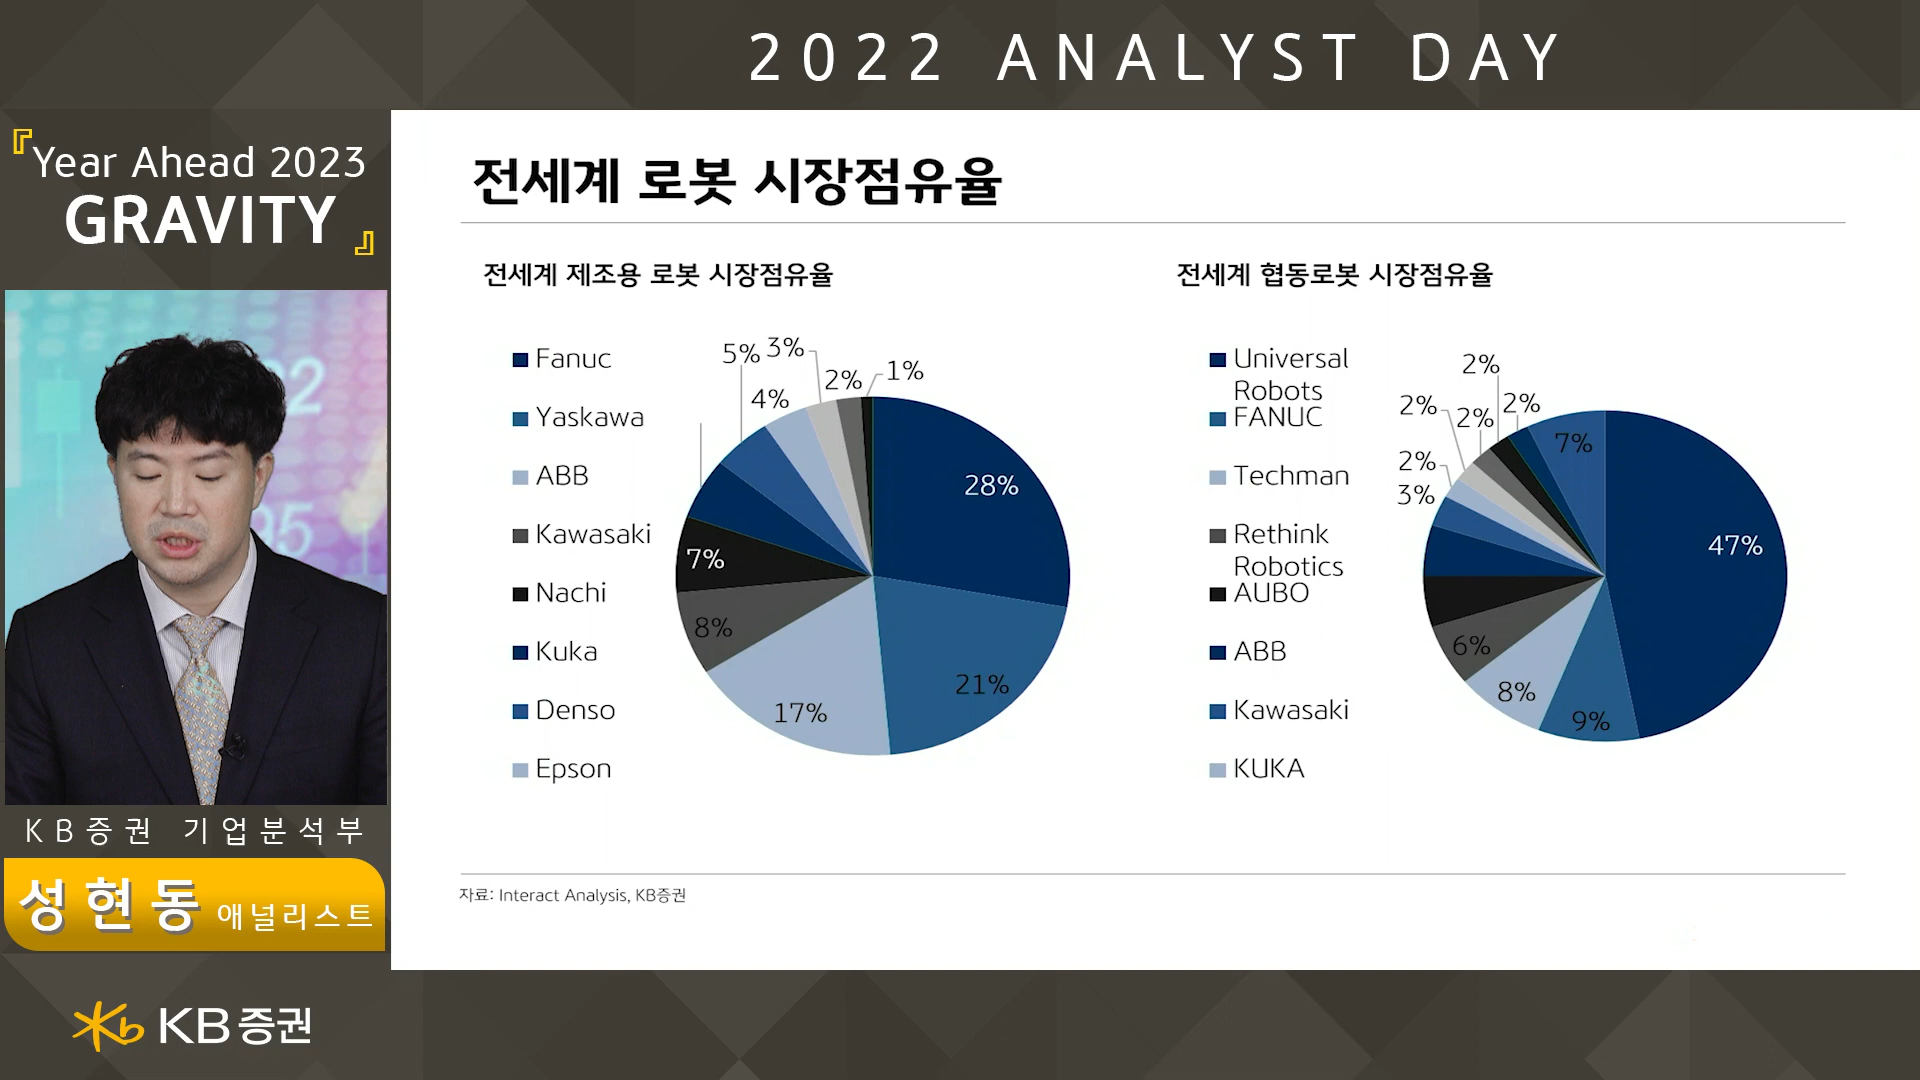 2022 ANALYST DAY
『Year Ahead 2023
GRAVITY』
전세계 로봇 시장점유율
전세계 제조용 로봇 시장점유율
Fanuc
Yaskawa
ABB
Kawasaki
Nachi
Kuka
Denso
Epson
28%
21%
17%
8%
7%
5%
4%
3%
2%
1%
전세계 협동로봇 시장점유율
Universal
Robots
FANUC
Techman
Rethink
Robotics
AUBO
ABB
Kawasaki
KUKA
47%
9%
8%
6%
3%
2%
2%
2%
2%
2%
7%
자료: Interact Analysis, KB증권
KB증권 기업분석부
성현동 애널리스트
KB증권